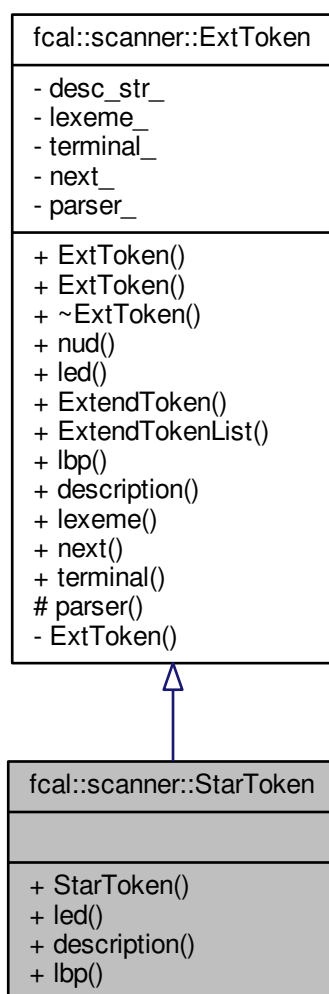 fcal::scanner::ExtToken
- desc_str_
- lexeme_
- terminal_
- next_
- parser_
+ ExtToken()
+ ExtToken()
+ ~ExtToken()
+ nud()
+ led()
+ ExtendToken()
+ ExtendTokenList()
+ lbp()
+ description()
+ lexeme()
+ next()
+ terminal()
# parser()
- ExtToken()
fcal::scanner::StarToken
+ StarToken()
+ led()
+ description()
+ lbp()